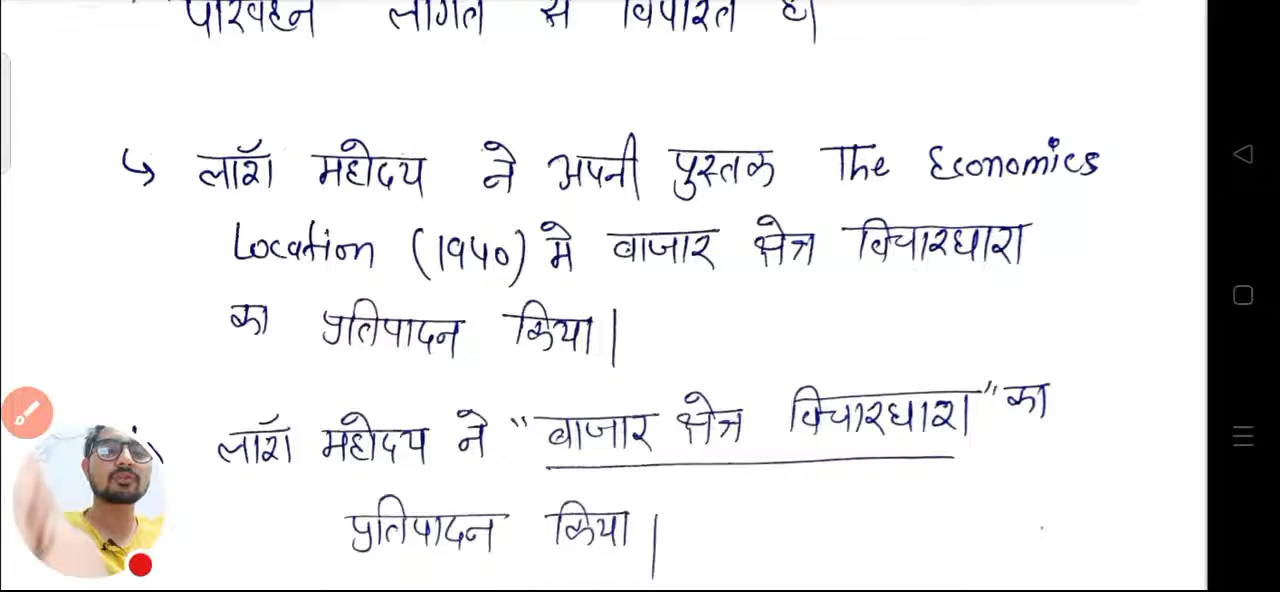 परिवहन लागत से विपरित है।
↳ लॉश महोदय ने अपनी पुस्तक The Economics
Location (१९४०) मे बाजार क्षेत्र विचारधारा
का प्रतिपादन किया |
लॉश महोदय ने "बाजार क्षेत्र विचारधारा" का
प्रतिपादन किया |